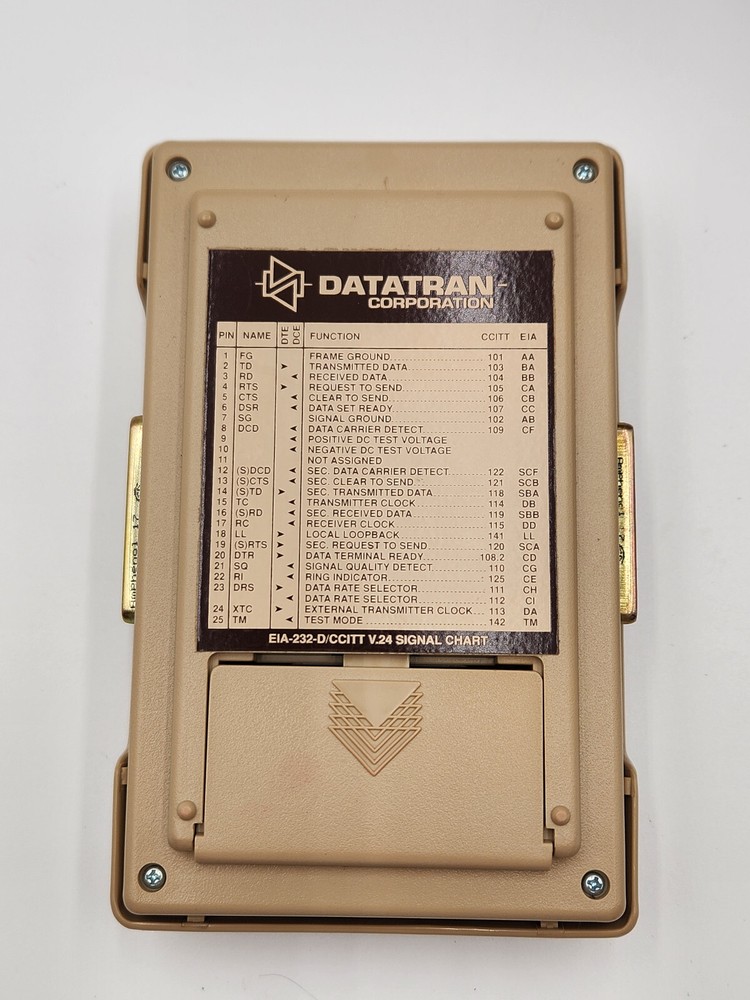 DATATRAN
CORPORATION
PIN NAME DTE DCE FUNCTION CCITT EIA
1 FG FRAME GROUND 101 AA
2 TD TRANSMITTED DATA 103 BA
3 RD RECEIVED DATA 104 BB
4 RTS REQUEST TO SEND 105 CA
5 CTS CLEAR TO SEND 106 CB
6 DSR DATA SET READY 107 CC
7 SG SIGNAL GROUND 102 AB
8 DCD DATA CARRIER DETECT 109 CF
9 POSITIVE DC TEST VOLTAGE
10 NEGATIVE DC TEST VOLTAGE
11 NOT ASSIGNED
12 (S)DCD SEC. DATA CARRIER DETECT 122 SCF
13 (S)CTS SEC. CLEAR TO SEND 121 SCB
14 (S)TD SEC. TRANSMITTED DATA 118 SBA
15 TC TRANSMITTER CLOCK 114 DB
16 (S)RD SEC. RECEIVED DATA 119 SBB
17 RC RECEIVER CLOCK 115 DD
18 LL LOCAL LOOPBACK 141 LL
19 (S)RTS SEC. REQUEST TO SEND 120 SCA
20 DTR DATA TERMINAL READY 108.2 CD
21 SQ SIGNAL QUALITY DETECT 110 CG
22 RI RING INDICATOR 125 CE
23 DRS DATA RATE SELECTOR 111 CH
DATA RATE SELECTOR 112 CI
24 XTC EXTERNAL TRANSMITTER CLOCK 113 DA
25 TM TEST MODE 142 TM
EIA-232-D/CCITT V.24 SIGNAL CHART
Amphenol 17
Amphenol